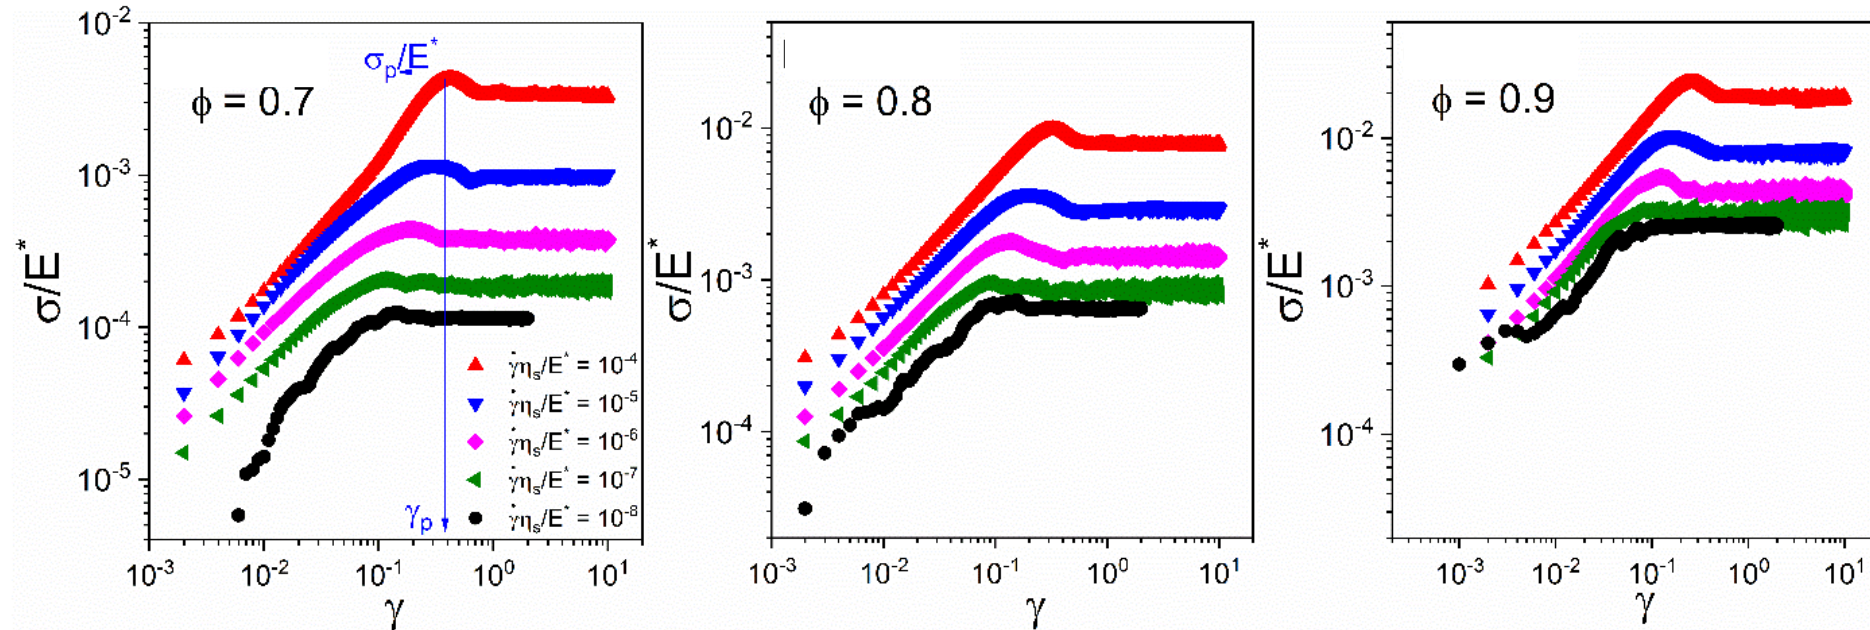 10⁻²
10⁻³
10⁻⁴
10⁻⁵
σ/E*
ϕ = 0.7
σₚ/E*
γₚ
γ̇ηₛ/E* = 10⁻⁴
γ̇ηₛ/E* = 10⁻⁵
γ̇ηₛ/E* = 10⁻⁶
γ̇ηₛ/E* = 10⁻⁷
γ̇ηₛ/E* = 10⁻⁸
10⁻³ 10⁻² 10⁻¹ 10⁰ 10¹
γ
10⁻²
10⁻³
10⁻⁴
σ/E*
ϕ = 0.8
10⁻³ 10⁻² 10⁻¹ 10⁰ 10¹
γ
10⁻²
10⁻³
10⁻⁴
σ/E*
ϕ = 0.9
10⁻³ 10⁻² 10⁻¹ 10⁰ 10¹
γ